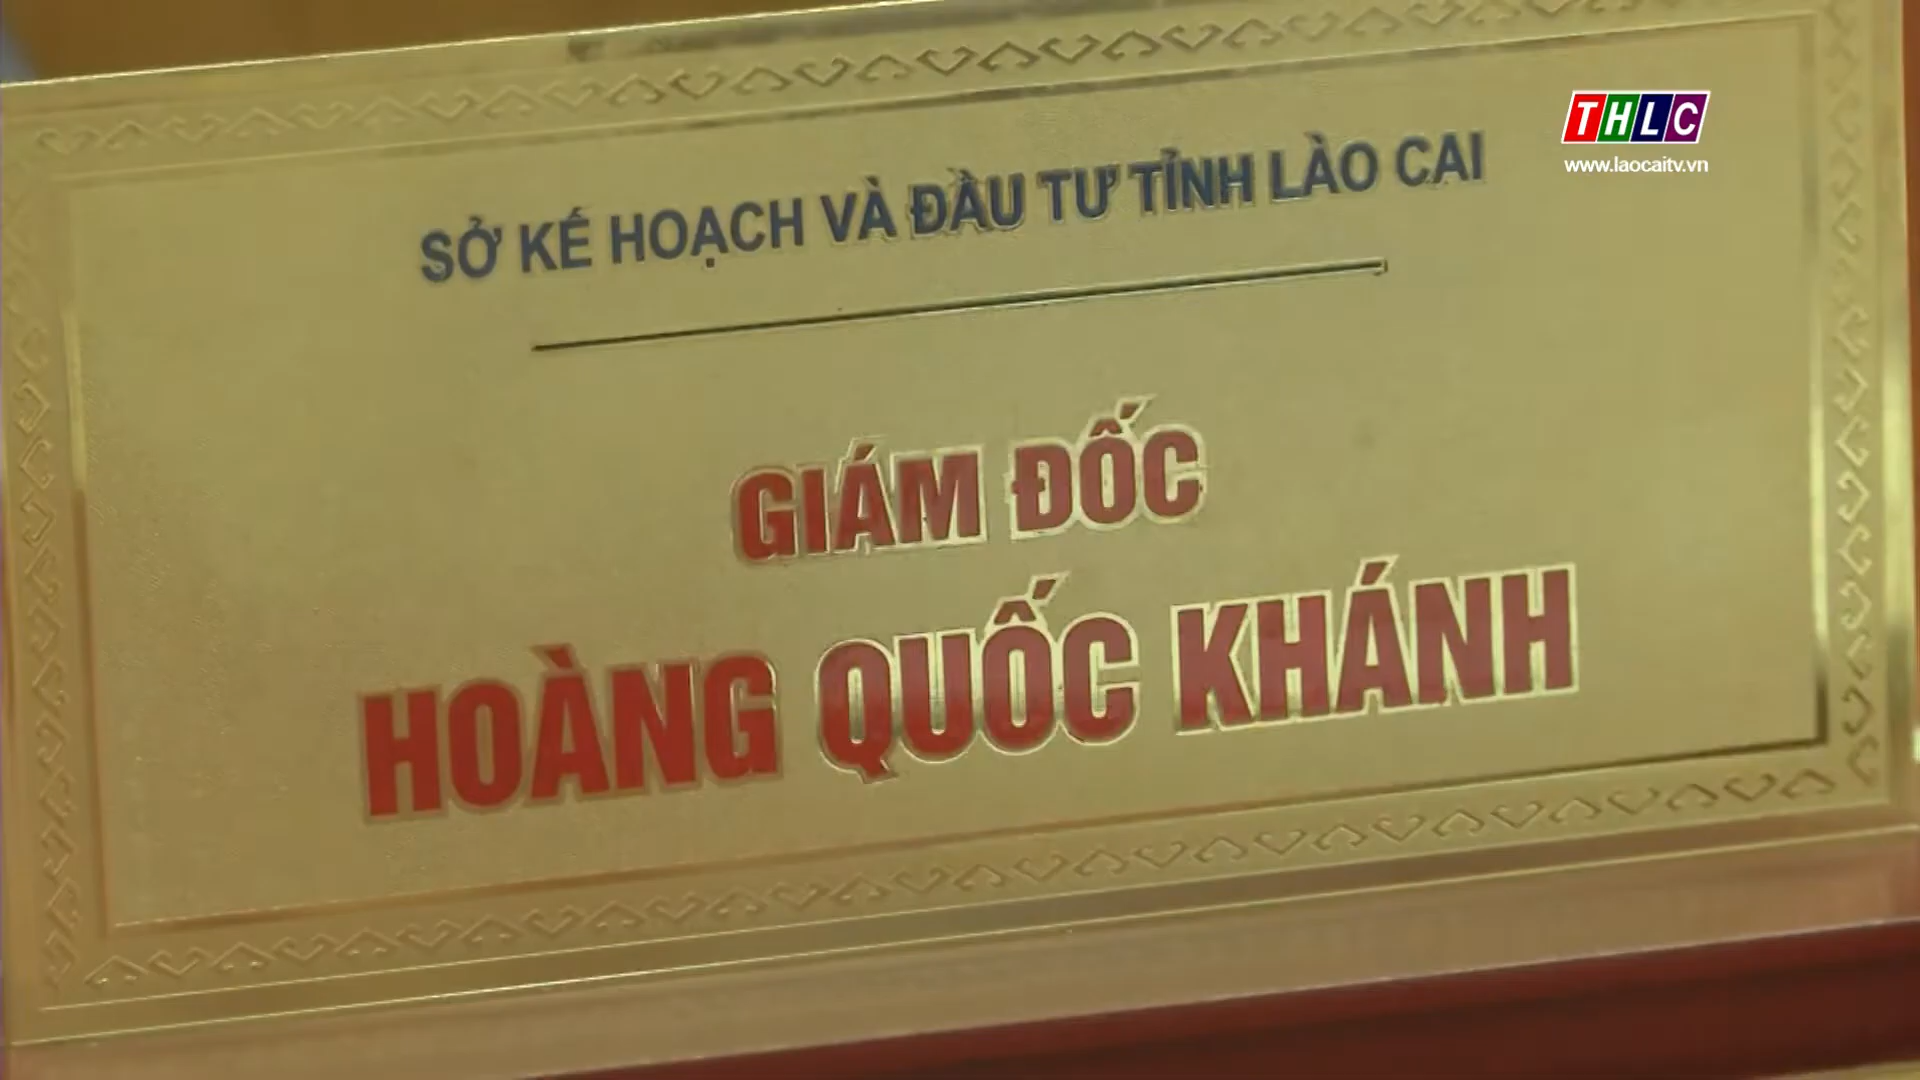 THLC
www.laocaitv.vn
SỞ KẾ HOẠCH VÀ ĐẦU TƯ TỈNH LÀO CAI
GIÁM ĐỐC
HOÀNG QUỐC KHÁNH